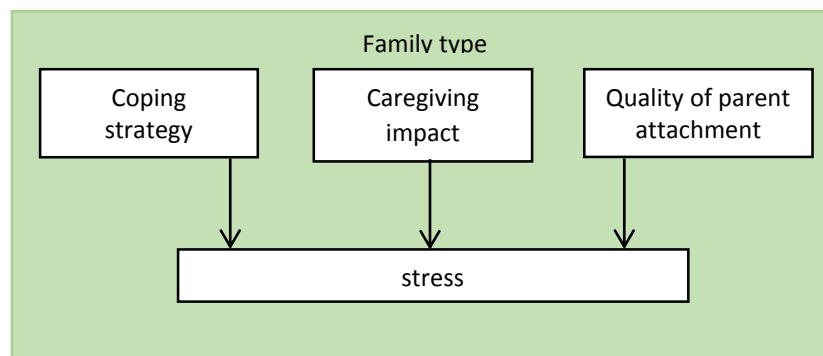 Family type
Coping
strategy
Caregiving
impact
Quality of parent
attachment
stress